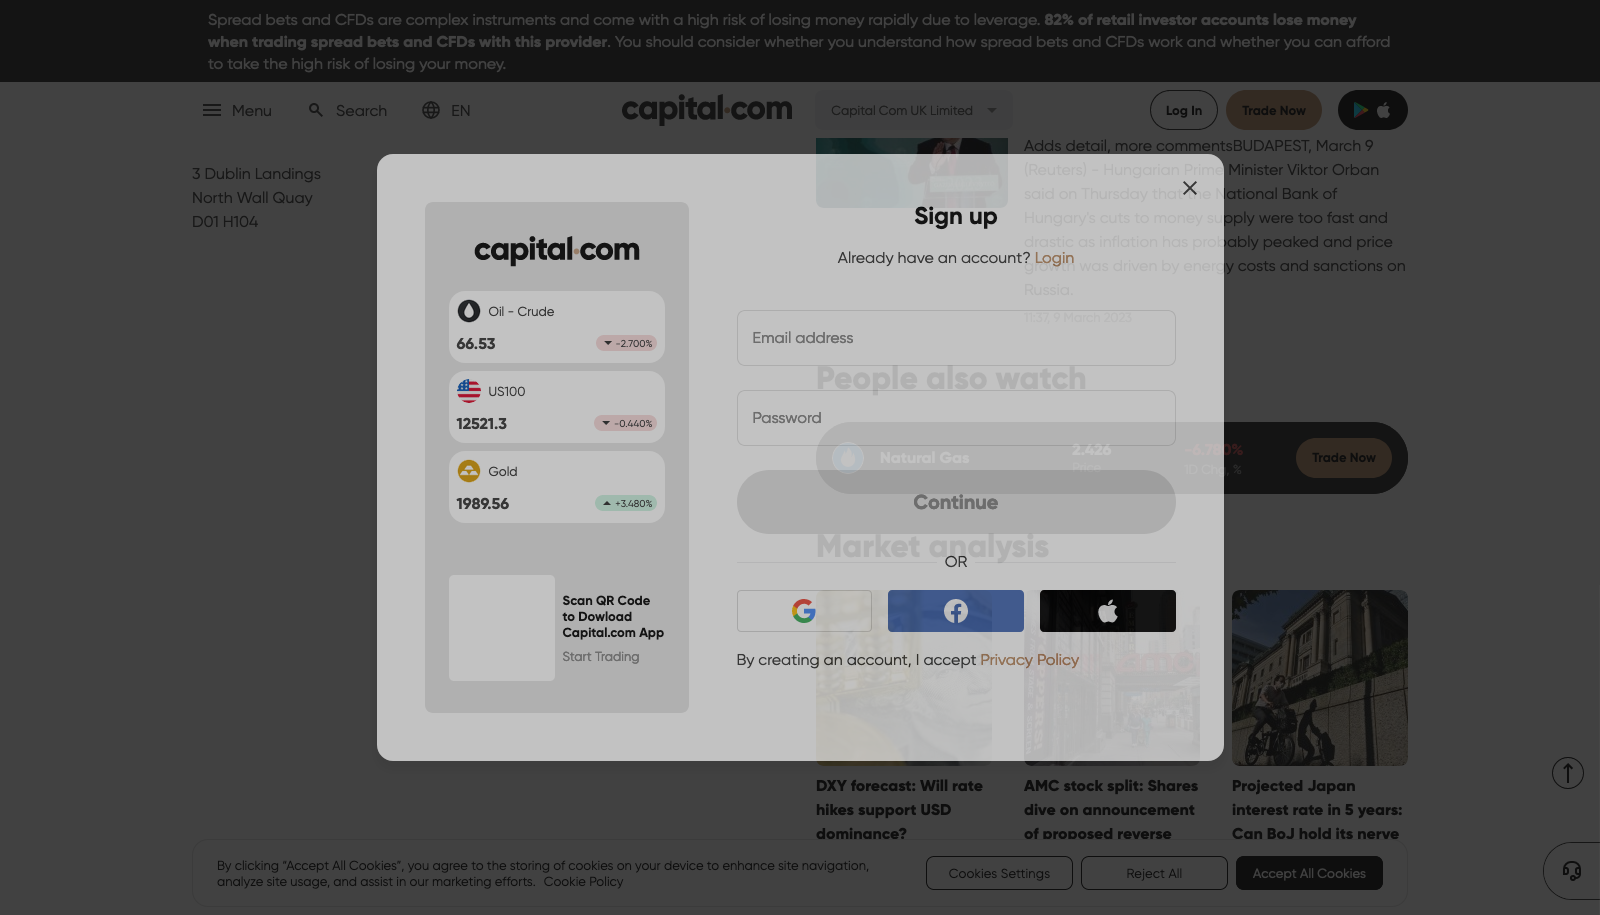 Spread bets and CFDs are complex instruments and come with a high risk of losing money rapidly due to leverage. 82% of retail investor accounts lose money
when trading spread bets and CFDs with this provider. You should consider whether you understand how spread bets and CFDs work and whether you can afford
to take the high risk of losing your money.
Menu
Search
EN
capital.com
Capital Com UK Limited
Log In
Trade Now
3 Dublin Landings
North Wall Quay
D01 H104
Adds detail, more commentsBUDAPEST, March 9
(Reuters) - Hungarian Prime Minister Viktor Orban
said on Thursday that the National Bank of
Hungary's cuts to money supply were too fast and
drastic as inflation has probably peaked and price
growth was driven by energy costs and sanctions on
Russia.
11:37, 9 March 2023
capital.com
Oil - Crude
66.53
-2.700%
US100
12521.3
-0.440%
Gold
1989.56
+3.480%
Scan QR Code
to Dowload
Capital.com App
Start Trading
Sign up
Already have an account? Login
Email address
Password
Continue
OR
By creating an account, I accept Privacy Policy
People also watch
Natural Gas
2.426
Price
-6.780%
1D Chg, %
Trade Now
Market analysis
DXY forecast: Will rate
hikes support USD
dominance?
AMC stock split: Shares
dive on announcement
of proposed reverse
Projected Japan
interest rate in 5 years:
Can BoJ hold its nerve
By clicking "Accept All Cookies", you agree to the storing of cookies on your device to enhance site navigation,
analyze site usage, and assist in our marketing efforts. Cookie Policy
Cookies Settings
Reject All
Accept All Cookies